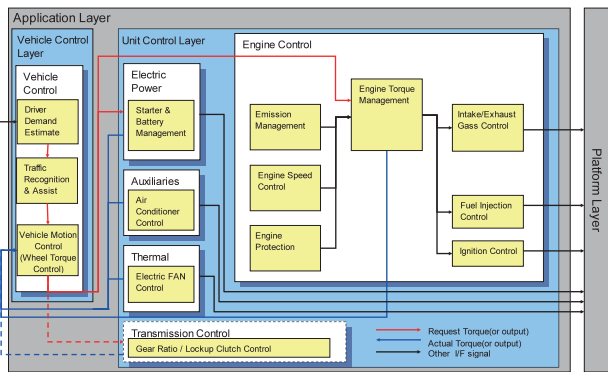 Application Layer
Vehicle Control
Layer
Vehicle
Control
Driver
Demand
Estimate
Traffic
Recognition
& Assist
Vehicle Motion
Control
(Wheel Torque
Control)
Unit Control Layer
Electric
Power
Starter &
Battery
Management
Auxiliaries
Air
Conditioner
Control
Thermal
Electric FAN
Control
Transmission Control
Gear Ratio / Lockup Clutch Control
Engine Control
Emission
Management
Engine Speed
Control
Engine
Protection
Engine Torque
Management
Intake/Exhaust
Gas Control
Fuel Injection
Control
Ignition Control
Request Torque(or output)
Actual Torque(or output)
Other I/F signal
Platform Layer